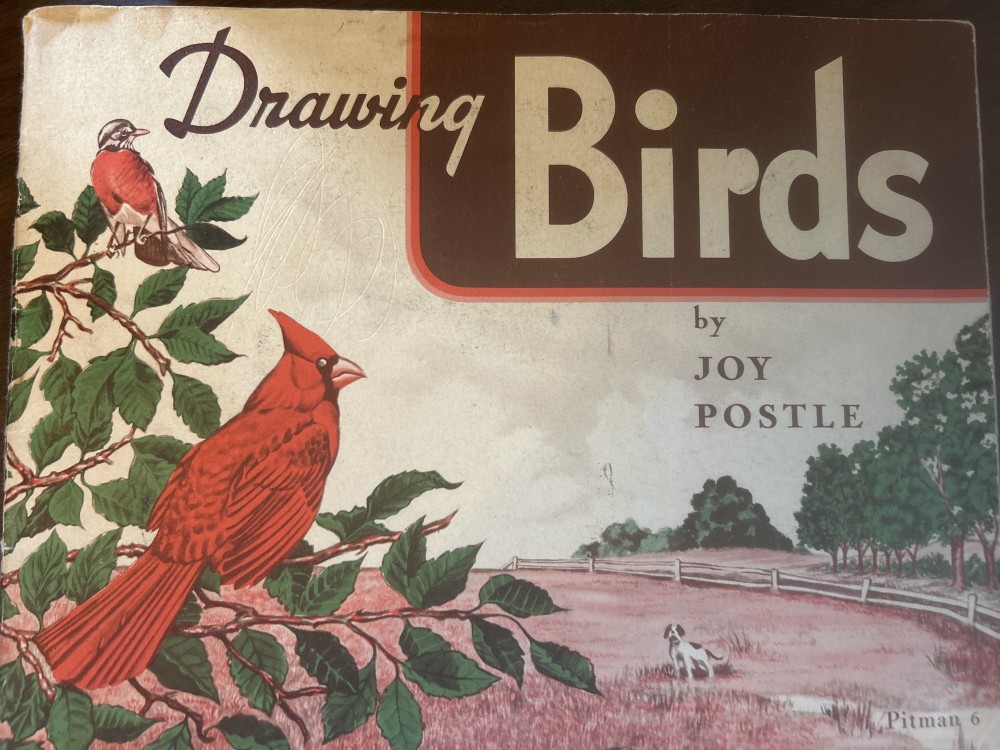 Drawing
Birds
by
JOY
POSTLE
Pitman 6